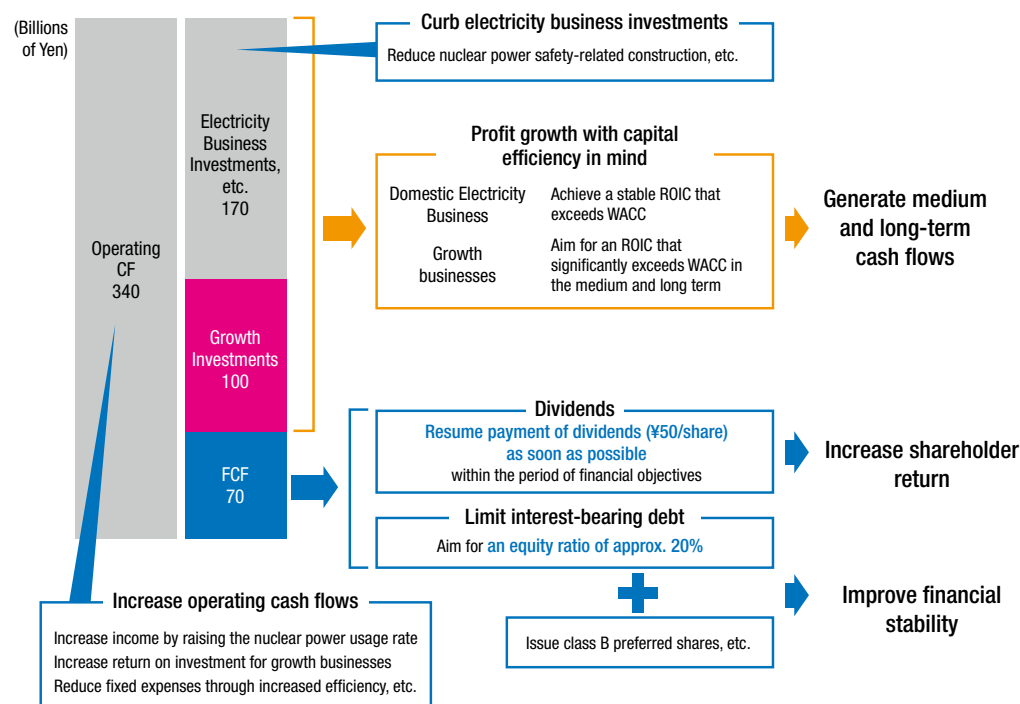 (Billions
of Yen)
Operating
CF
340
Electricity
Business
Investments,
etc.
170
Growth
Investments
100
FCF
70
Curb electricity business investments
Reduce nuclear power safety-related construction, etc.
Profit growth with capital
efficiency in mind
Domestic Electricity
Business
Achieve a stable ROIC that
exceeds WACC
Growth
businesses
Aim for an ROIC that
significantly exceeds WACC in
the medium and long term
Generate medium
and long-term
cash flows
Dividends
Resume payment of dividends (¥50/share)
as soon as possible
within the period of financial objectives
Increase shareholder
return
Limit interest-bearing debt
Aim for an equity ratio of approx. 20%
Issue class B preferred shares, etc.
Improve financial
stability
Increase operating cash flows
Increase income by raising the nuclear power usage rate
Increase return on investment for growth businesses
Reduce fixed expenses through increased efficiency, etc.